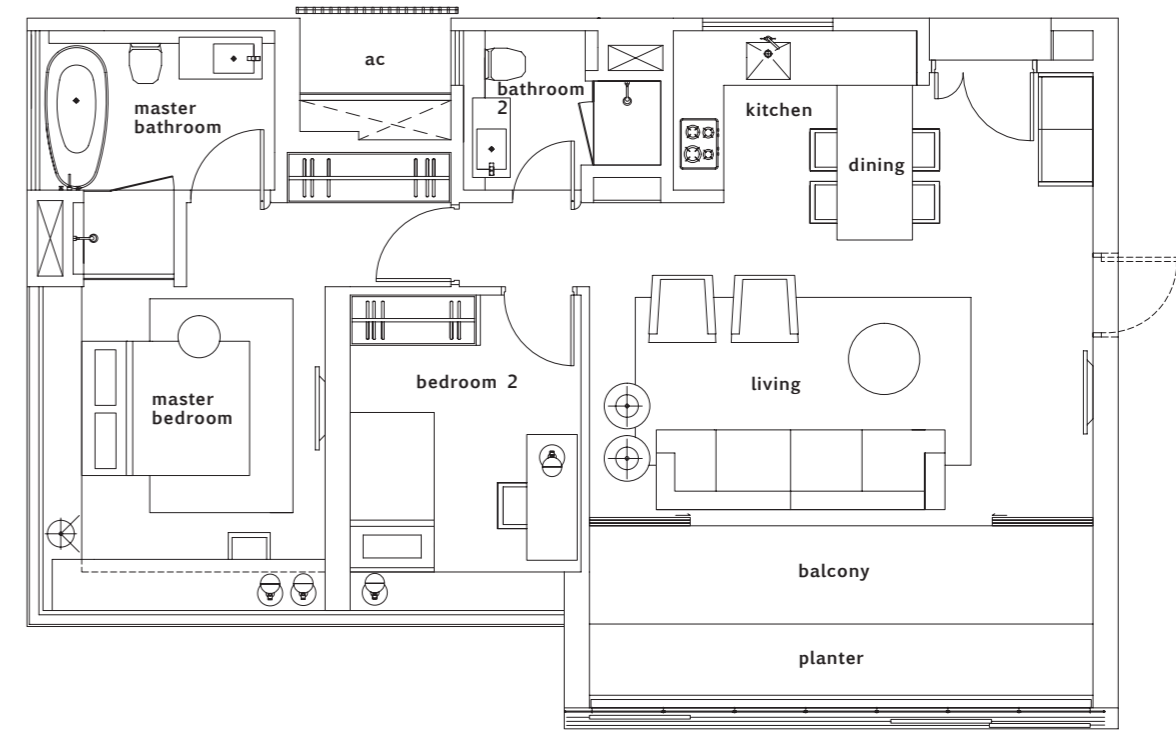 ac
master
bathroom
bathroom
2
kitchen
dining
bedroom 2
living
master
bedroom
balcony
planter